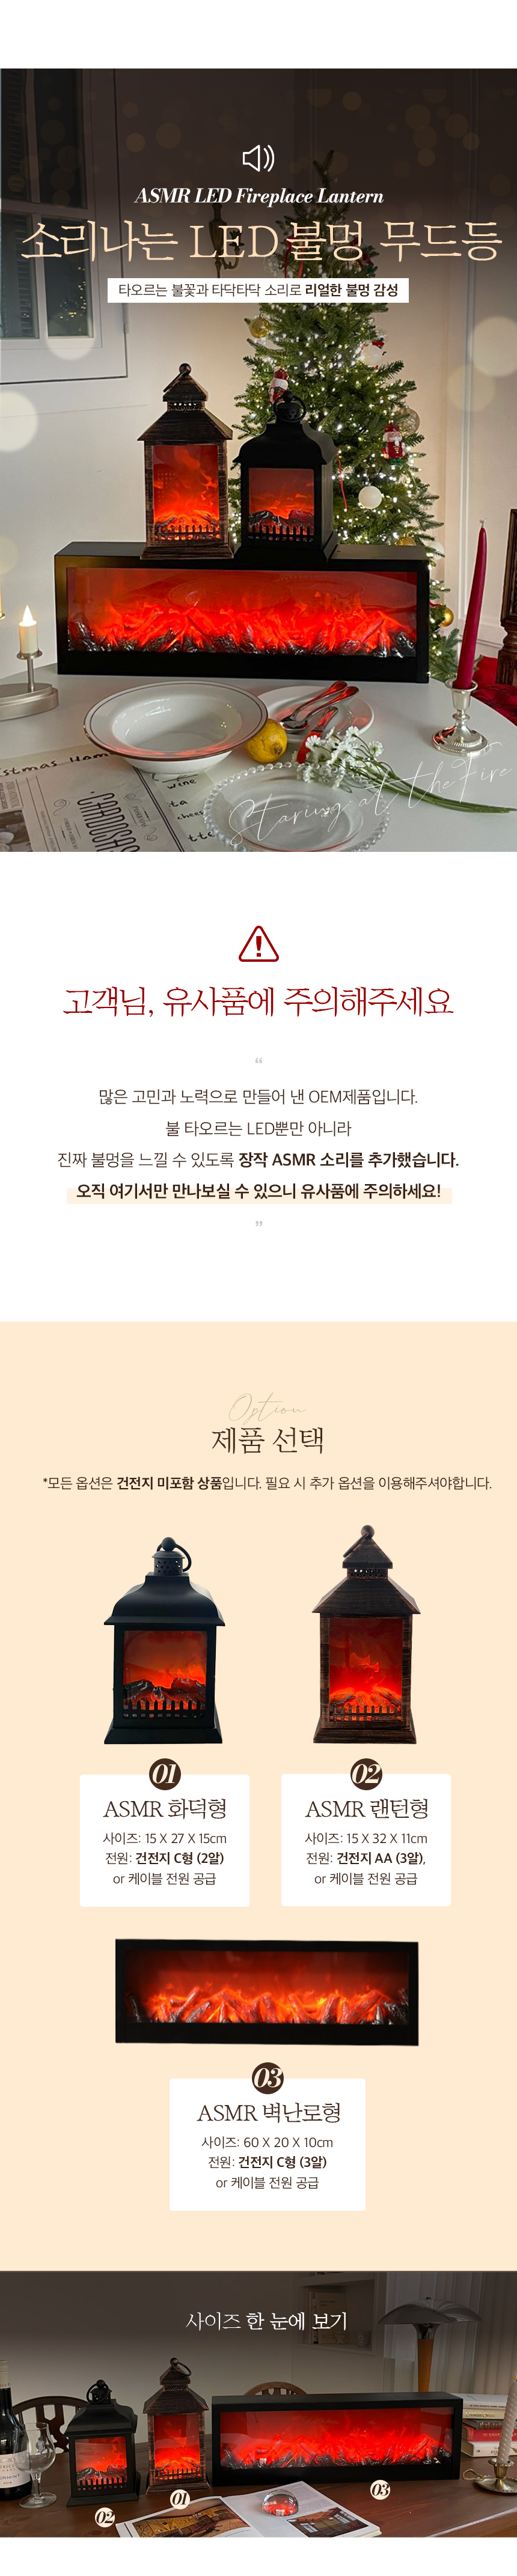 ASMR LED Fireplace Lantern
소리나는 LED 불멍 무드등
타오르는 불꽃과 타닥타닥 소리로 리얼한 불멍 감성
stmas Home
wine
Staring at the Fire
고객님, 유사품에 주의해주세요
“
많은 고민과 노력으로 만들어 낸 OEM제품입니다.
불 타오르는 LED뿐만 아니라
진짜 불멍을 느낄 수 있도록 장작 ASMR 소리를 추가했습니다.
오직 여기서만 만나보실 수 있으니 유사품에 주의하세요!
”
Option
제품 선택
*모든 옵션은 건전지 미포함 상품입니다. 필요 시 추가 옵션을 이용해주셔야합니다.
01
ASMR 화덕형
사이즈: 15 X 27 X 15cm
전원: 건전지 C형 (2알)
or 케이블 전원 공급
02
ASMR 랜턴형
사이즈: 15 X 32 X 11cm
전원: 건전지 AA (3알),
or 케이블 전원 공급
03
ASMR 벽난로형
사이즈: 60 X 20 X 10cm
전원: 건전지 C형 (3알)
or 케이블 전원 공급
사이즈 한 눈에 보기
02
01
03